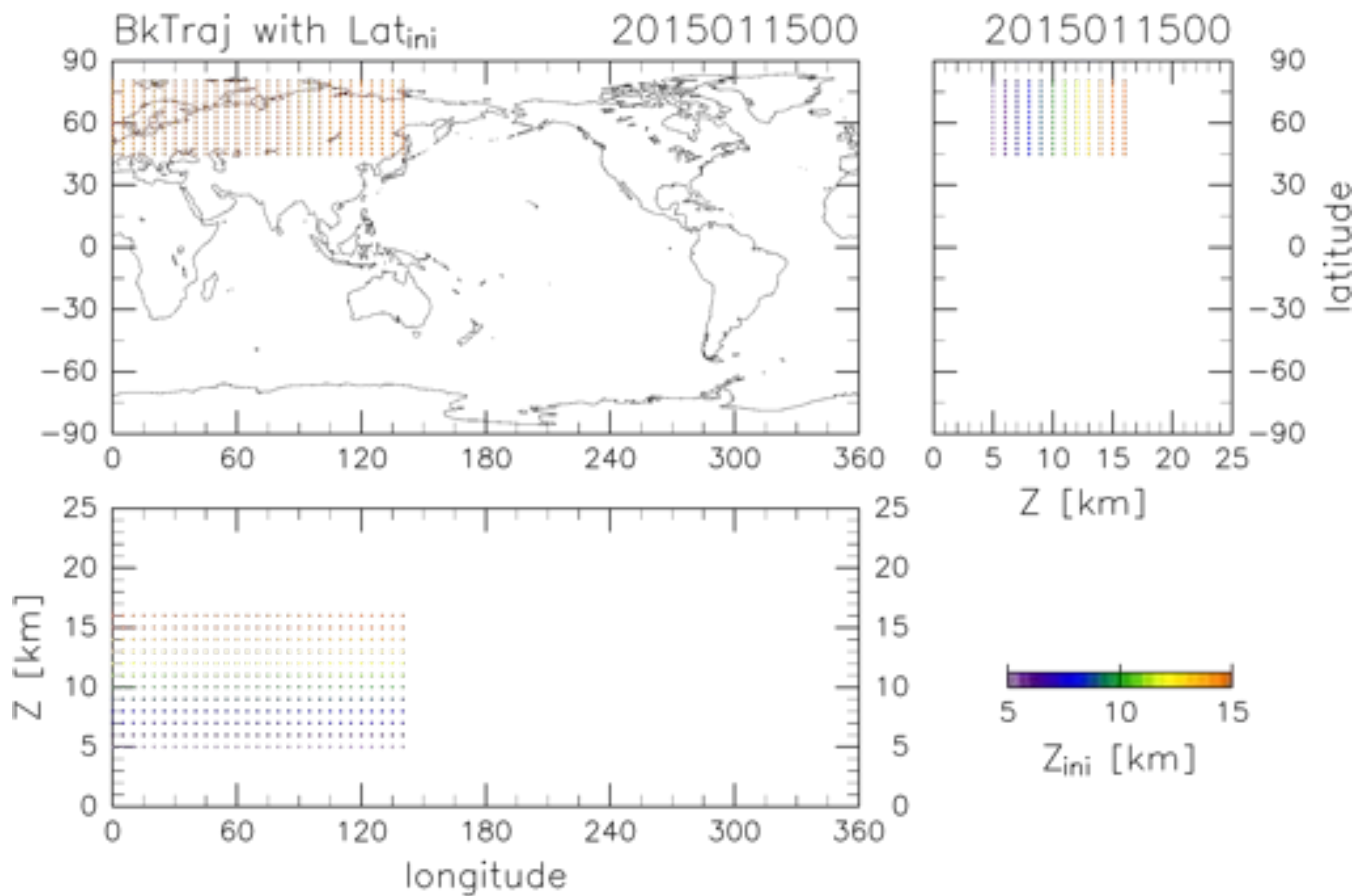 BkTraj with Latini 2015011500 2015011500
90 90
60 60
30 30
0 0
−30 −30
−60 −60
−90 −90
latitude
0 60 120 180 240 300 360 0 5 10 15 20 25
Z [km]
25 25
20 20
15 15
10 10
5 5
0 0
Z [km]
0 60 120 180 240 300 360
longitude
5 10 15
Zini [km]